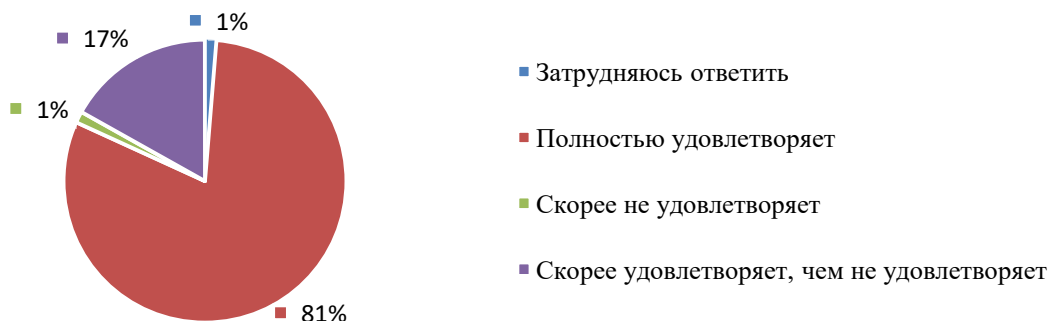 1%
17%
1%
81%
Затрудняюсь ответить
Полностью удовлетворяет
Скорее не удовлетворяет
Скорее удовлетворяет, чем не удовлетворяет